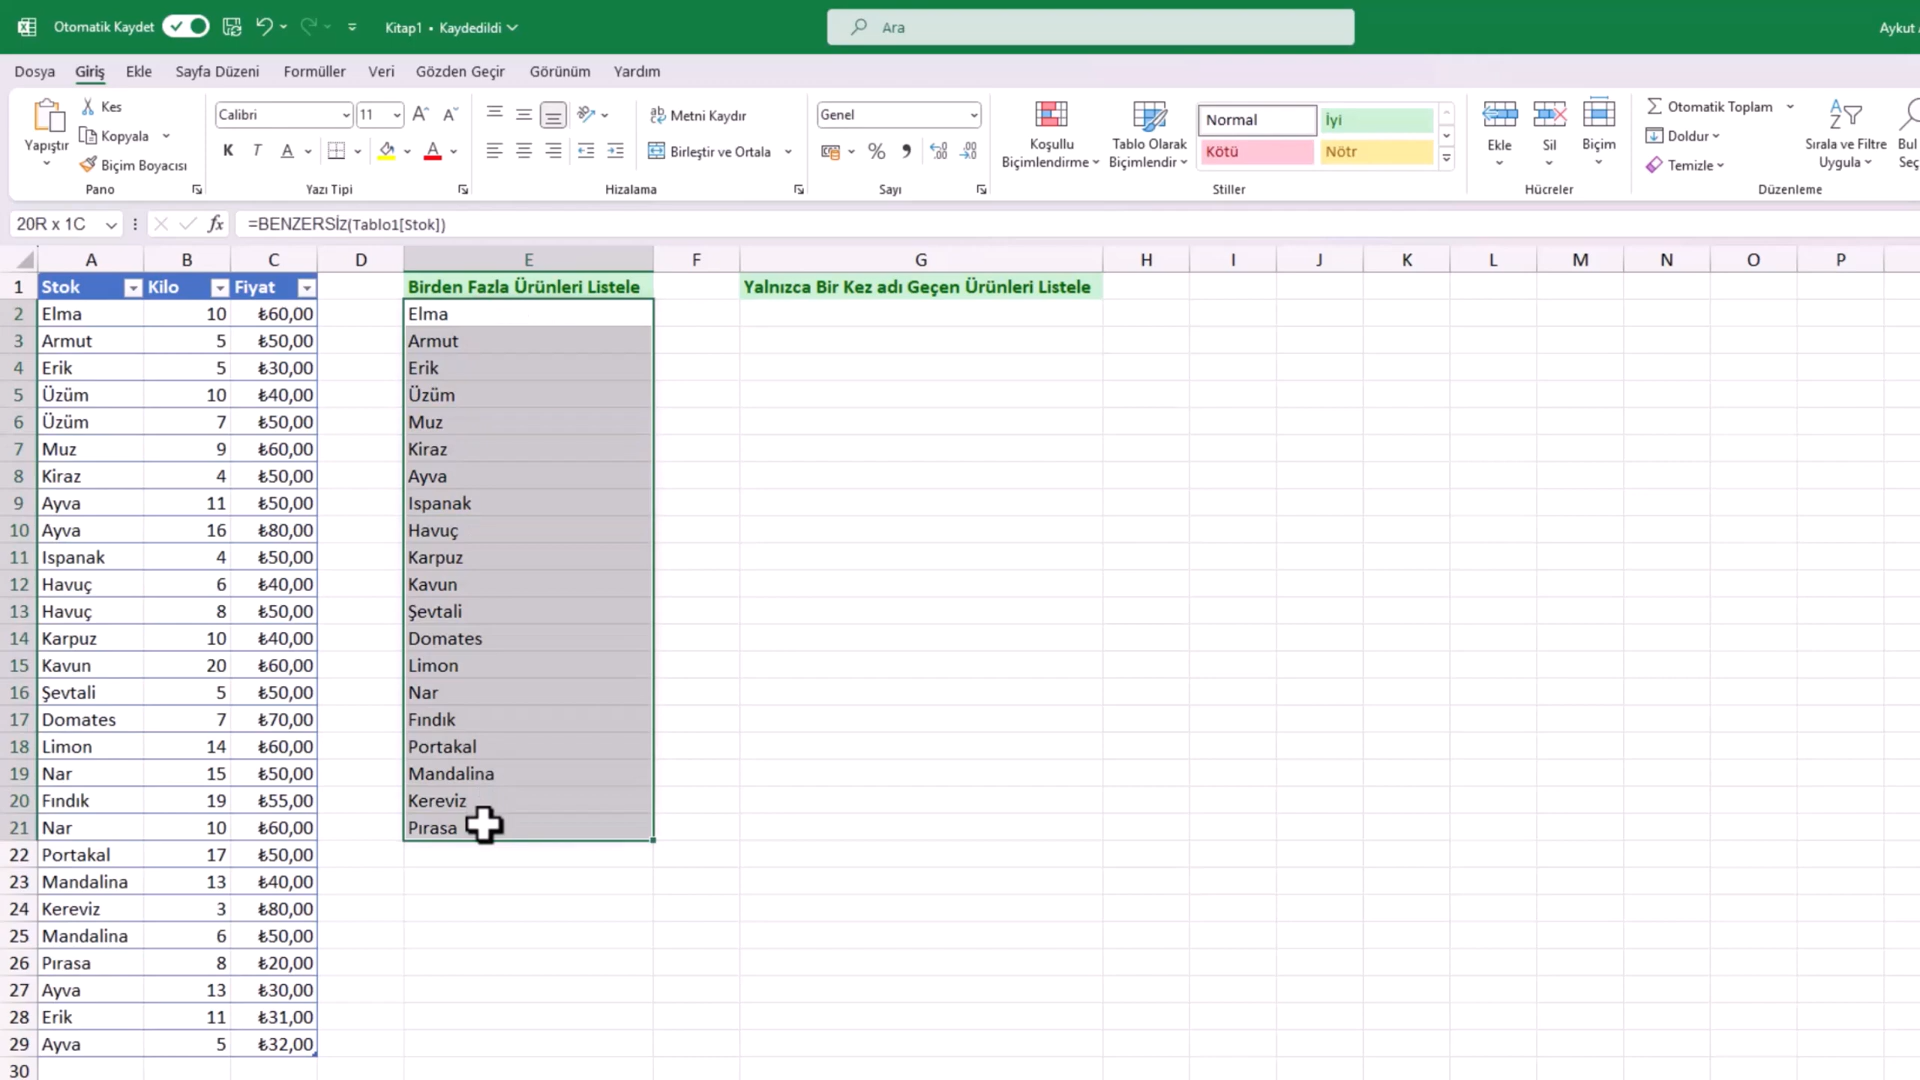 Otomatik Kaydet Kitap1 • Kaydedildi Ara Aykut
Dosya Giriş Ekle Sayfa Düzeni Formüller Veri Gözden Geçir Görünüm Yardım
Yapıştır Kes Kopyala Biçim Boyacısı
Pano
Calibri 11
K T A A
Yazı Tipi
Metni Kaydır
Birleştir ve Ortala
Hizalama
Genel
Sayı
Koşullu Biçimlendirme
Tablo Olarak Biçimlendir
Normal İyi
Kötü Nötr
Stiller
Ekle Sil Biçim
Hücreler
Otomatik Toplam
Doldur
Temizle
Sırala ve Filtre Uygula
Bul
Seç
Düzenleme
20R x 1C fx =BENZERSİZ(Tablo1[Stok])
A B C D E F G H I J K L M N O P
1 Stok Kilo Fiyat Birden Fazla Ürünleri Listele Yalnızca Bir Kez adı Geçen Ürünleri Listele
2 Elma 10 ₺60,00 Elma
3 Armut 5 ₺50,00 Armut
4 Erik 5 ₺30,00 Erik
5 Üzüm 10 ₺40,00 Üzüm
6 Üzüm 7 ₺50,00 Muz
7 Muz 9 ₺60,00 Kiraz
8 Kiraz 4 ₺50,00 Ayva
9 Ayva 11 ₺50,00 Ispanak
10 Ayva 16 ₺80,00 Havuç
11 Ispanak 4 ₺50,00 Karpuz
12 Havuç 6 ₺40,00 Kavun
13 Havuç 8 ₺50,00 Şevtali
14 Karpuz 10 ₺40,00 Domates
15 Kavun 20 ₺60,00 Limon
16 Şevtali 5 ₺50,00 Nar
17 Domates 7 ₺70,00 Fındık
18 Limon 14 ₺60,00 Portakal
19 Nar 15 ₺50,00 Mandalina
20 Fındık 19 ₺55,00 Kereviz
21 Nar 10 ₺60,00 Pırasa
22 Portakal 17 ₺50,00
23 Mandalina 13 ₺40,00
24 Kereviz 3 ₺80,00
25 Mandalina 6 ₺50,00
26 Pırasa 8 ₺20,00
27 Ayva 13 ₺30,00
28 Erik 11 ₺31,00
29 Ayva 5 ₺32,00
30